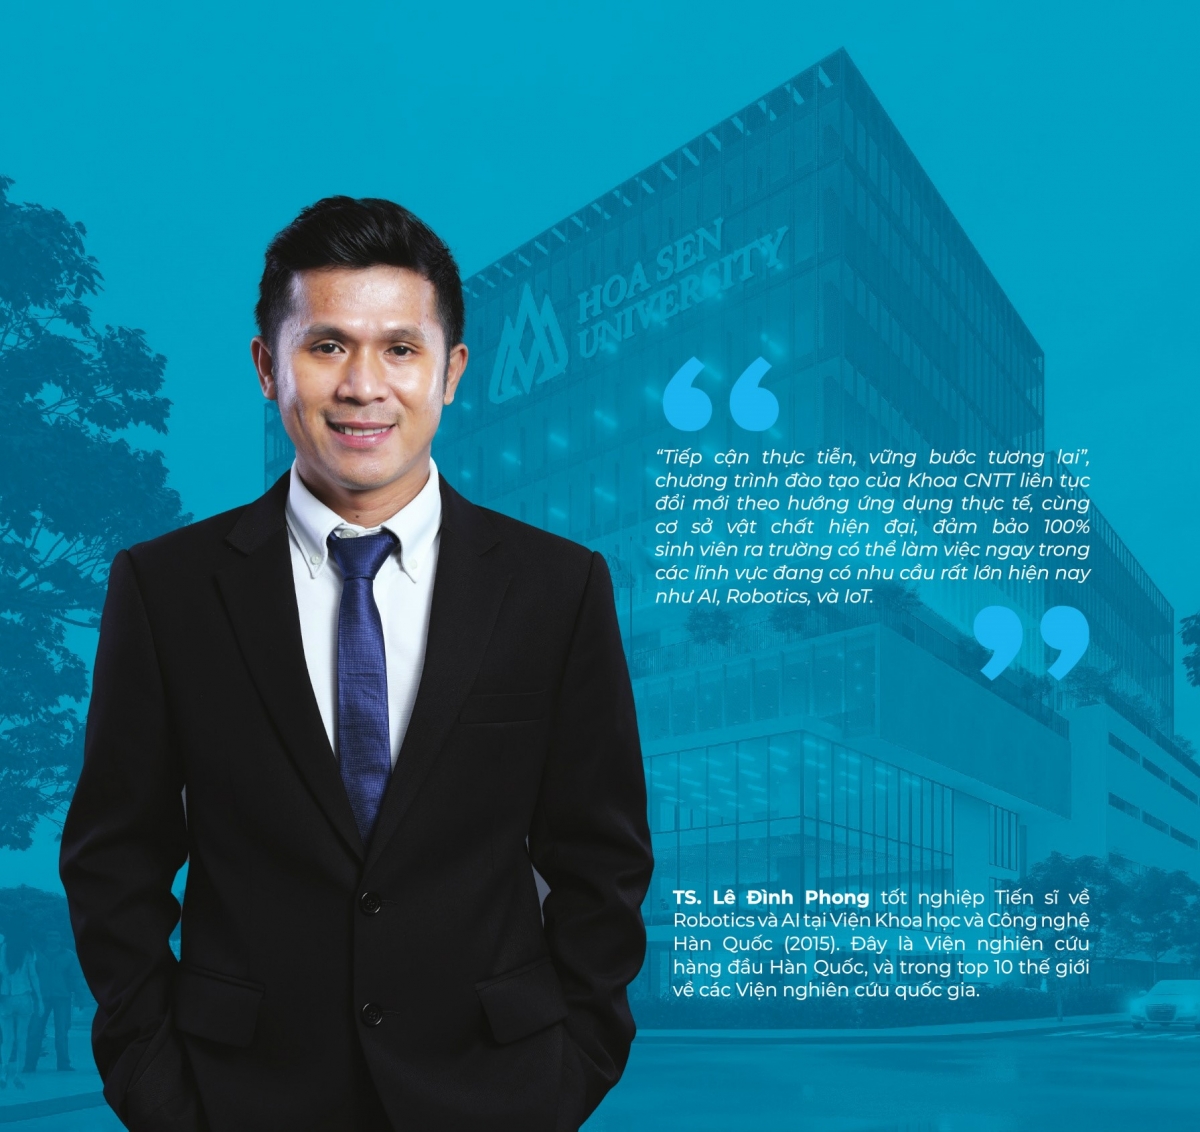 HOA SEN
UNIVERSITY
“Tiếp cận thực tiễn, vững bước tương lai”,
chương trình đào tạo của Khoa CNTT liên tục
đổi mới theo hướng ứng dụng thực tế, cùng
cơ sở vật chất hiện đại, đảm bảo 100%
sinh viên ra trường có thể làm việc ngay trong
các lĩnh vực đang có nhu cầu rất lớn hiện nay
như AI, Robotics, và IoT.
TS. Lê Đình Phong tốt nghiệp Tiến sĩ về
Robotics và AI tại Viện Khoa học và Công nghệ
Hàn Quốc (2015). Đây là Viện nghiên cứu
hàng đầu Hàn Quốc, và trong top 10 thế giới
về các Viện nghiên cứu quốc gia.